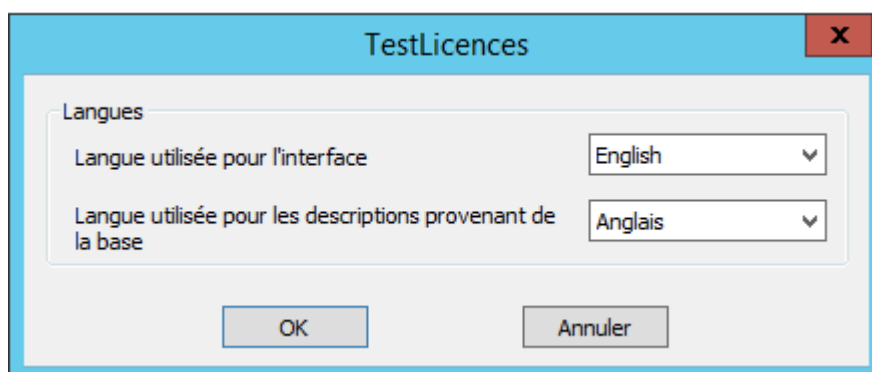 TestLicences
x
Langues
Langue utilisée pour l'interface
English
Langue utilisée pour les descriptions provenant de
la base
Anglais
OK
Annuler